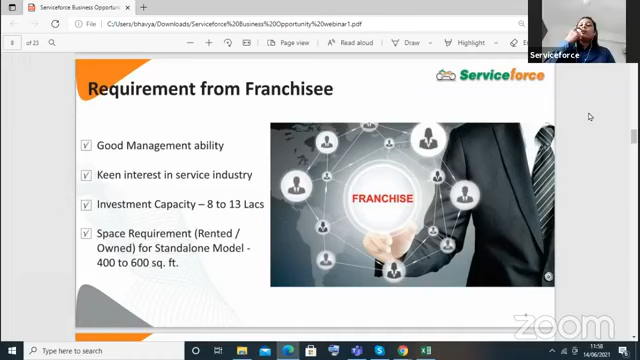 Serviceforce Business Opportunit
C:/Users/bhavya/Downloads/Serviceforce%20Business%20Opportunity%20webinar1.pdf
8 of 23
Page view
Read aloud
Draw
Highlight
Serviceforce
Requirement from Franchisee
Serviceforce
Good Management ability
Keen interest in service industry
Investment Capacity – 8 to 13 Lacs
Space Requirement (Rented /
Owned) for Standalone Model -
400 to 600 sq. ft.
FRANCHISE
zoom
Type here to search
11:58
14/06/2021